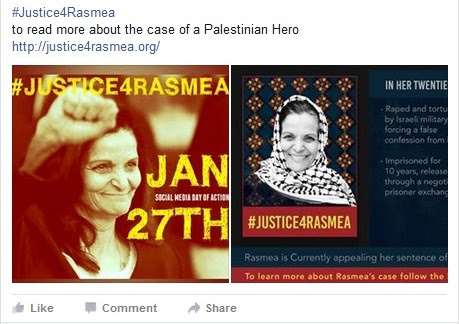 #Justice4Rasmea
to read more about the case of a Palestinian Hero
http://justice4rasmea.org/
#JUSTICE4RASMEA
JAN
SOCIAL MEDIA DAY OF ACTION
27TH
IN HER TWENTIE
- Raped and tortu
by Israeli military
forcing a false
confession from
- Imprisoned for
10 years, release
through a negoti
prisoner exchang
#JUSTICE4RASMEA
Rasmea is Currently appealing her sentence of
To learn more about Rasmea's case follow the
Like
Comment
Share